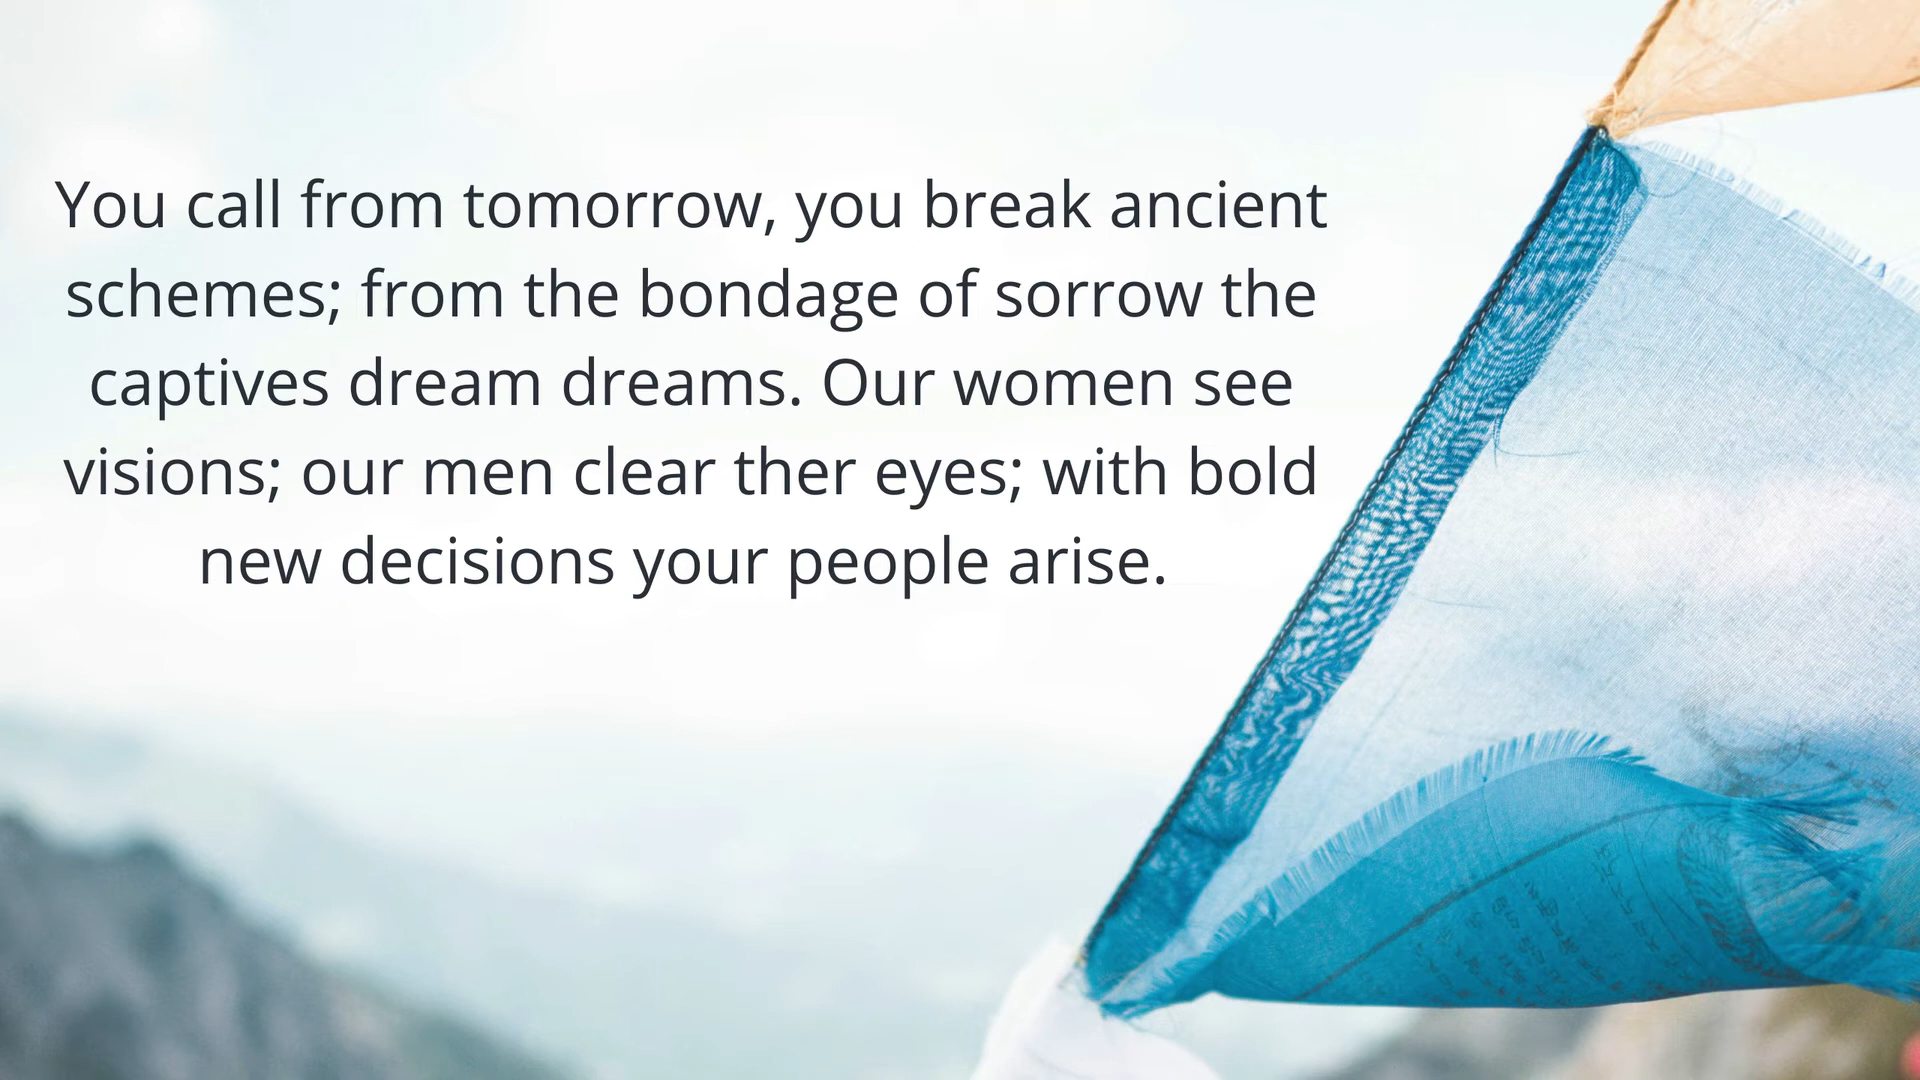 You call from tomorrow, you break ancient
schemes; from the bondage of sorrow the
captives dream dreams. Our women see
visions; our men clear ther eyes; with bold
new decisions your people arise.